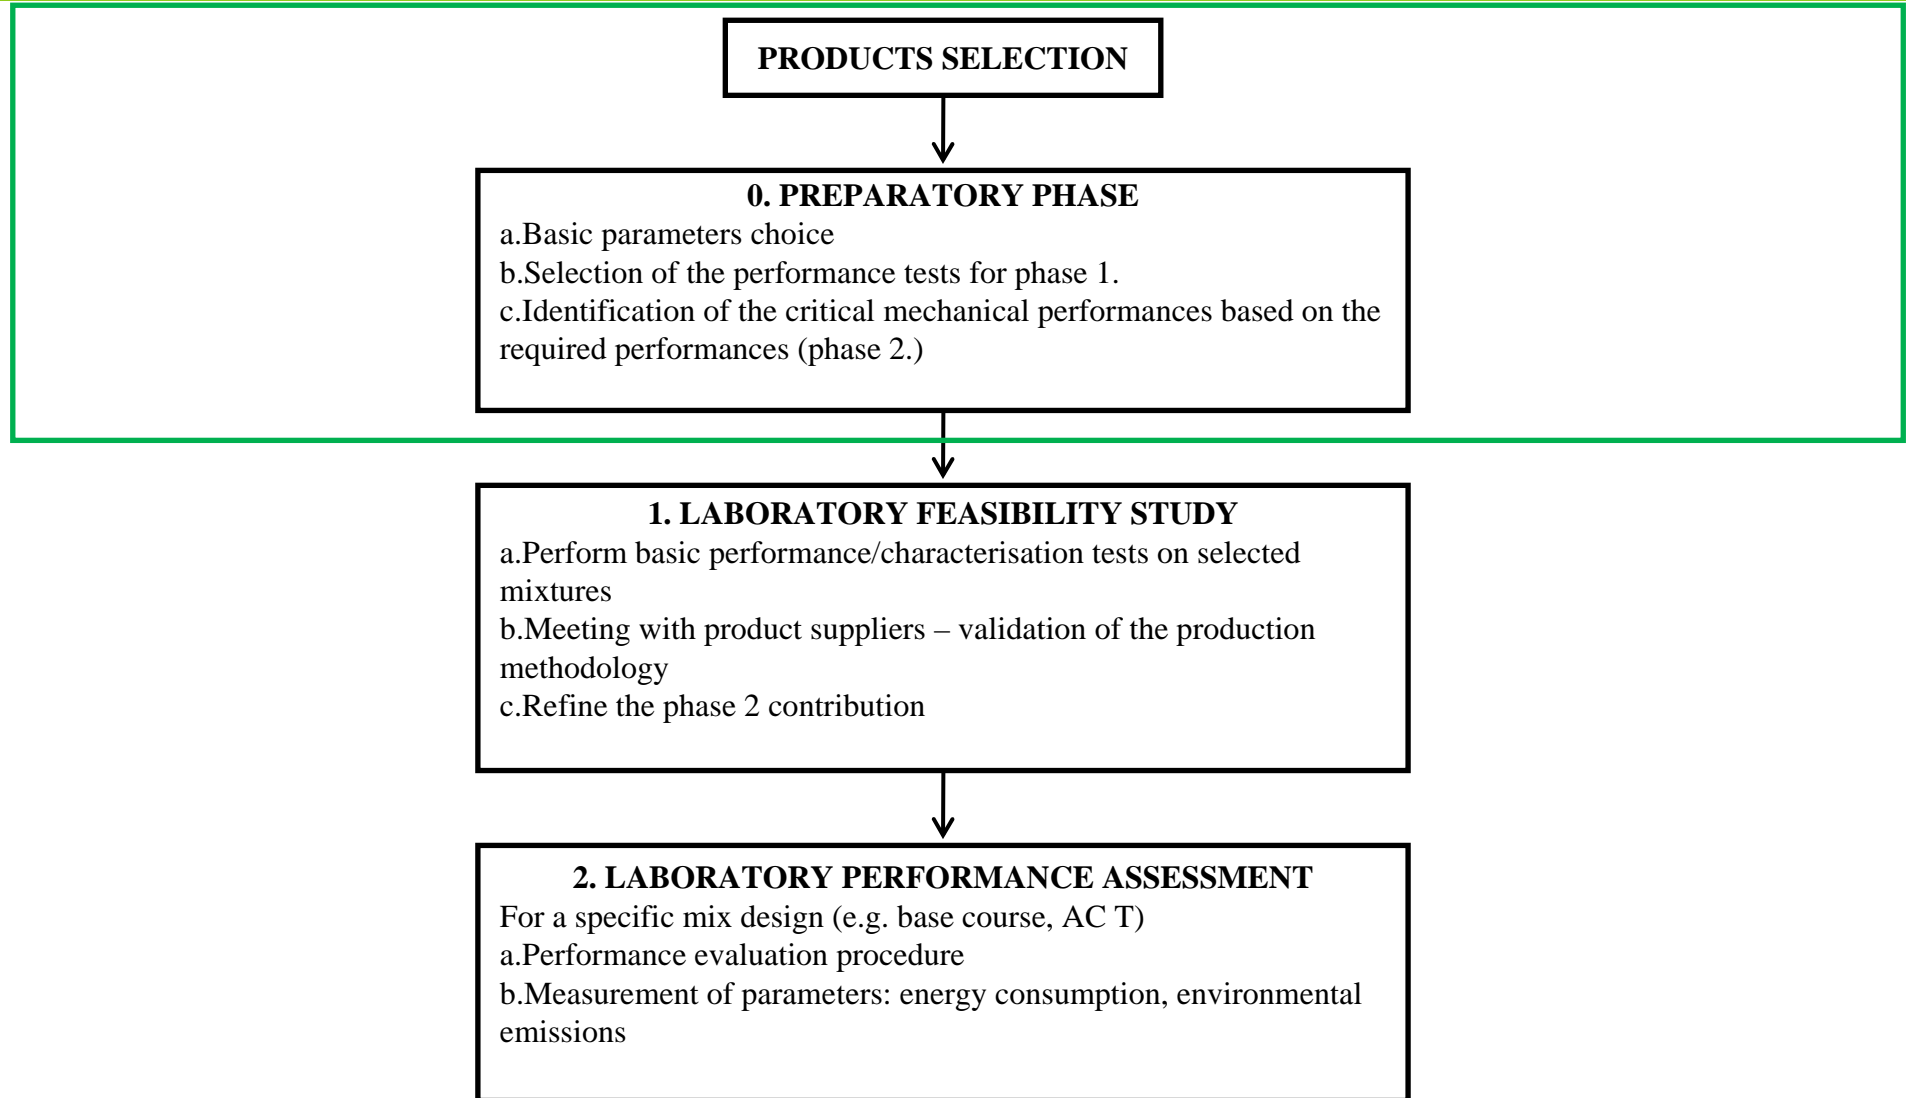 PRODUCTS SELECTION
0. PREPARATORY PHASE
a.Basic parameters choice
b.Selection of the performance tests for phase 1.
c.Identification of the critical mechanical performances based on the
required performances (phase 2.)
1. LABORATORY FEASIBILITY STUDY
a.Perform basic performance/characterisation tests on selected
mixtures
b.Meeting with product suppliers – validation of the production
methodology
c.Refine the phase 2 contribution
2. LABORATORY PERFORMANCE ASSESSMENT
For a specific mix design (e.g. base course, AC T)
a.Performance evaluation procedure
b.Measurement of parameters: energy consumption, environmental
emissions